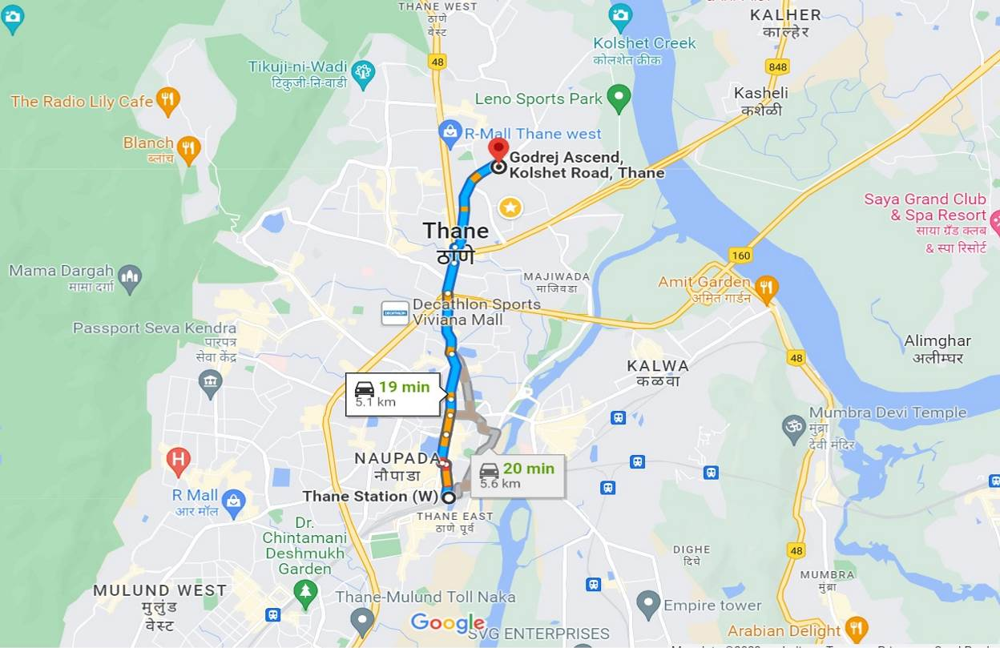 THANE WEST
ठाणे
वेस्ट
KALHER
काल्हेर
Kolshet Creek
कोलशेत क्रीक
48
Tikuji-ni-Wadi
टिकुजी-नि-वाडी
848
The Radio Lily Cafe
Leno Sports Park
Kasheli
कशेळी
R-Mall Thane west
Blanch
ब्लांच
Godrej Ascend,
Kolshet Road, Thane
Saya Grand Club
& Spa Resort
साया ग्रँड क्लब
& स्पा रिसोर्ट
Thane
ठाणे
160
Mama Dargah
मामा दर्गा
MAJIWADA
माजिवडा
Amit Garden
अमित गार्डन
Decathlon Sports
Viviana Mall
DECATHLON
Passport Seva Kendra
पारपत्र
सेवा केंद्र
Alimghar
अलीम्घर
KALWA
कळवा
48
19 min
5.1 km
Mumbra Devi Temple
मुंब्रा
देवी मंदिर
NAUPADA
नौपाडा
H
20 min
5.6 km
R Mall
आर मॉल
Thane Station (W)
THANE EAST
ठाणे पूर्व
Dr.
Chintamani
Deshmukh
Garden
DIGHE
दिघे
48
MUMBRA
मुंब्रा
MULUND WEST
मुलुंड
वेस्ट
Thane-Mulund Toll Naka
Empire tower
Google
SVG ENTERPRISES
Arabian Delight